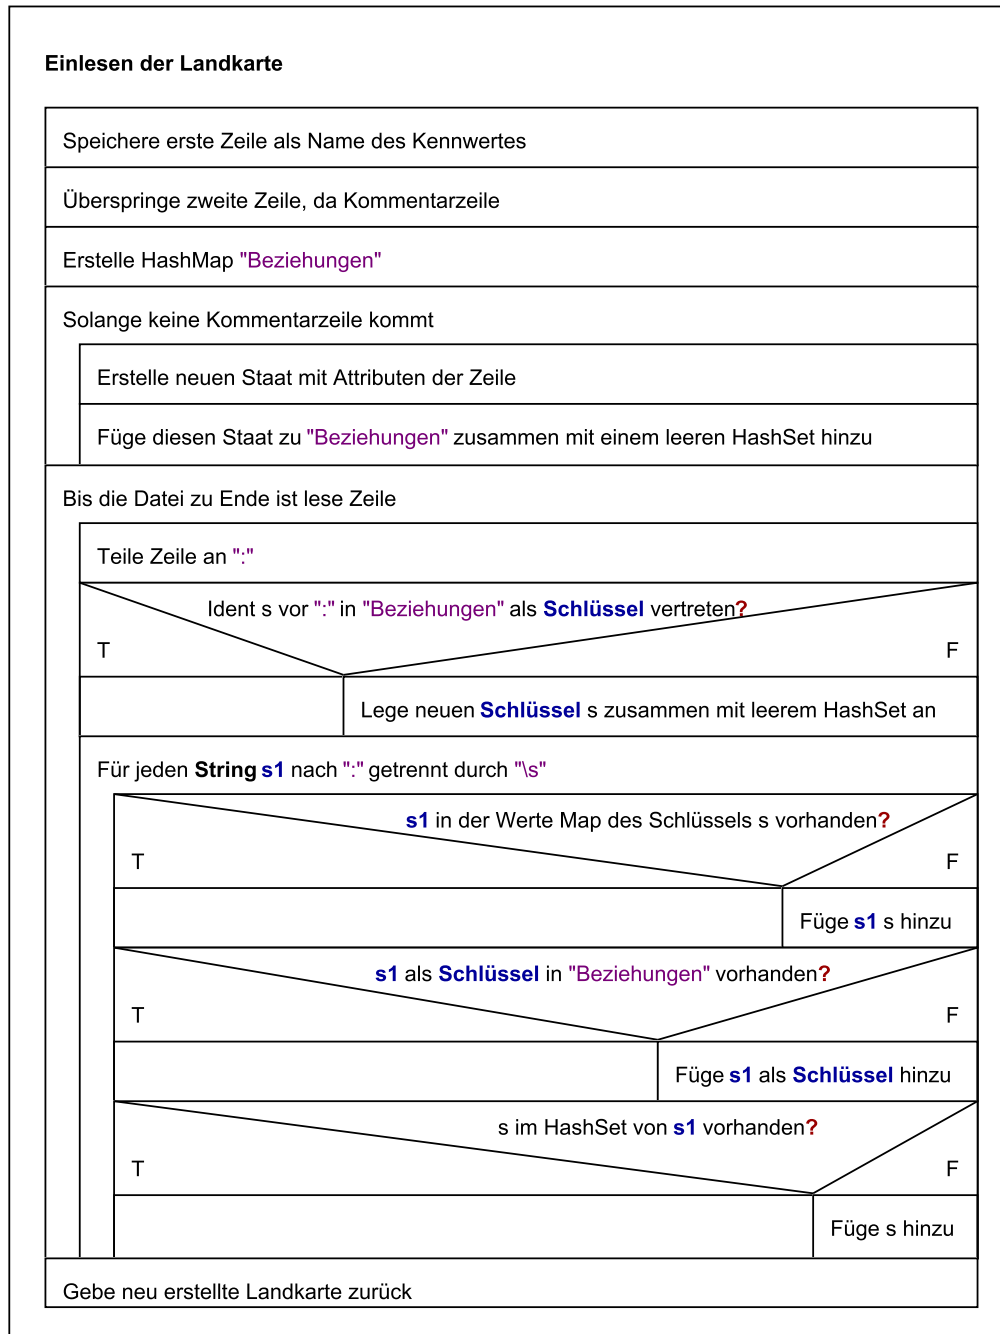 Einlesen der Landkarte
Speichere erste Zeile als Name des Kennwertes
Überspringe zweite Zeile, da Kommentarzeile
Erstelle HashMap "Beziehungen"
Solange keine Kommentarzeile kommt
Erstelle neuen Staat mit Attributen der Zeile
Füge diesen Staat zu "Beziehungen" zusammen mit einem leeren HashSet hinzu
Bis die Datei zu Ende ist lese Zeile
Teile Zeile an ":"
Ident s vor ":" in "Beziehungen" als Schlüssel vertreten?
T F
Lege neuen Schlüssel s zusammen mit leerem HashSet an
Für jeden String s1 nach ":" getrennt durch "\s"
s1 in der Werte Map des Schlüssels s vorhanden?
T F
Füge s1 s hinzu
s1 als Schlüssel in "Beziehungen" vorhanden?
T F
Füge s1 als Schlüssel hinzu
s im HashSet von s1 vorhanden?
T F
Füge s hinzu
Gebe neu erstellte Landkarte zurück